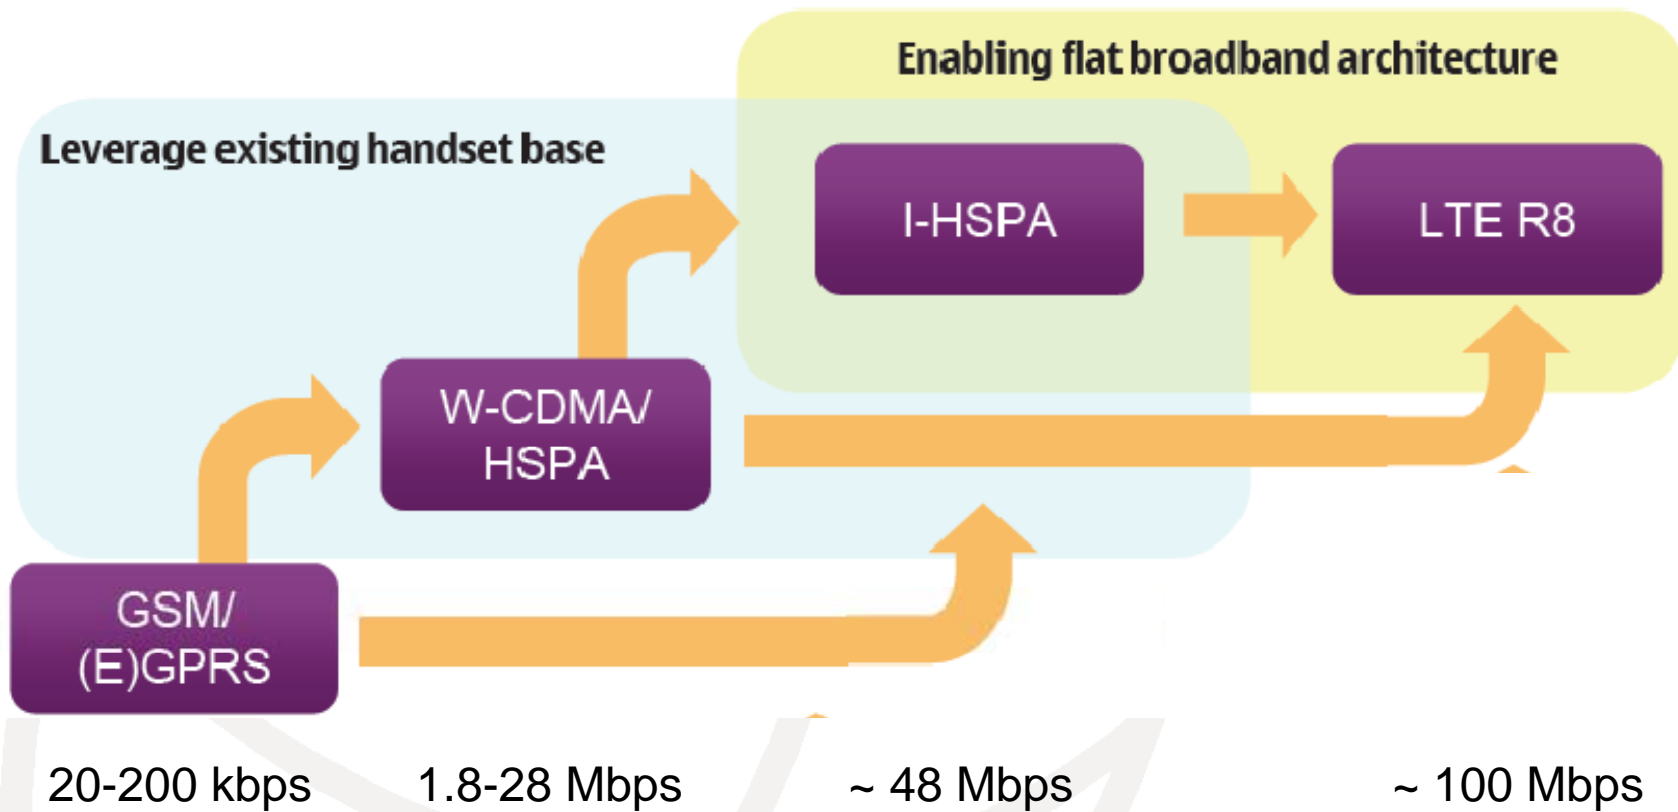 Enabling flat broadband architecture
Leverage existing handset base
I-HSPA
LTE R8
W-CDMA/
HSPA
GSM/
(E)GPRS
20-200 kbps
1.8-28 Mbps
~ 48 Mbps
~ 100 Mbps